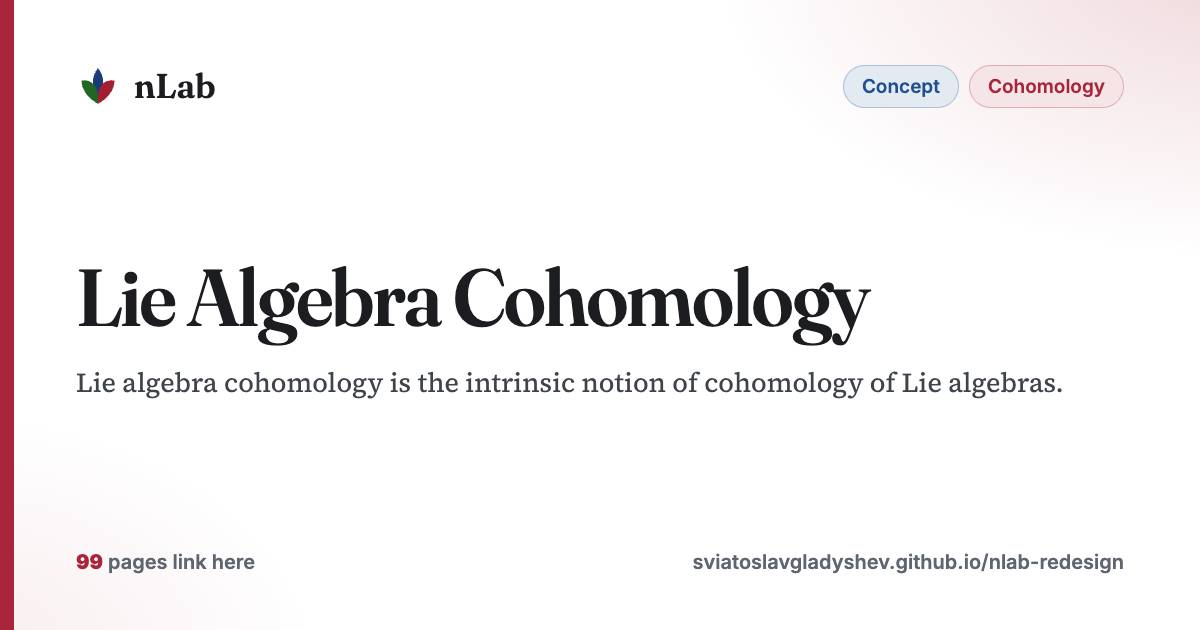 nLab
Concept
Cohomology
Lie Algebra Cohomology
Lie algebra cohomology is the intrinsic notion of cohomology of Lie algebras.
99 pages link here
sviatoslavgladyshev.github.io/nlab-redesign